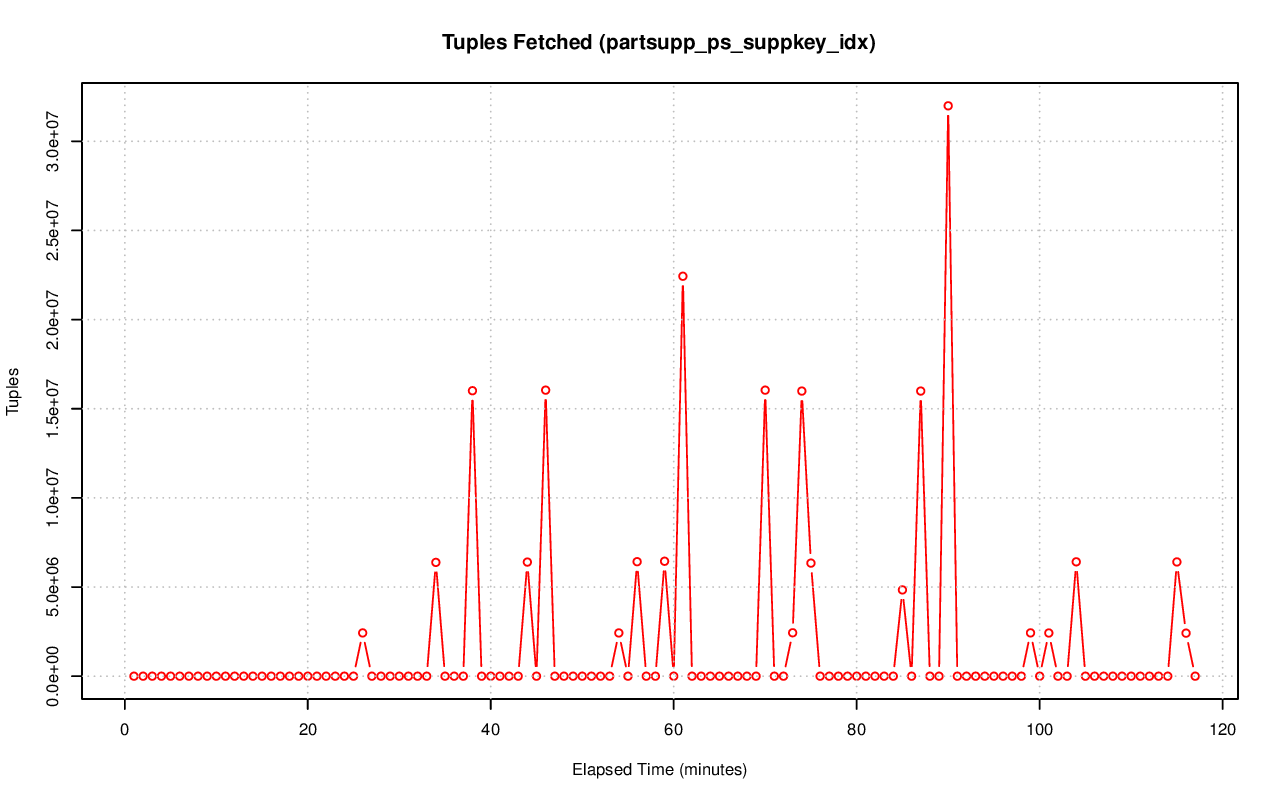 Tuples Fetched (partsupp_ps_suppkey_idx)
Tuples
3.0e+07
2.5e+07
2.0e+07
1.5e+07
1.0e+07
5.0e+06
0.0e+00
0 20 40 60 80 100 120
Elapsed Time (minutes)